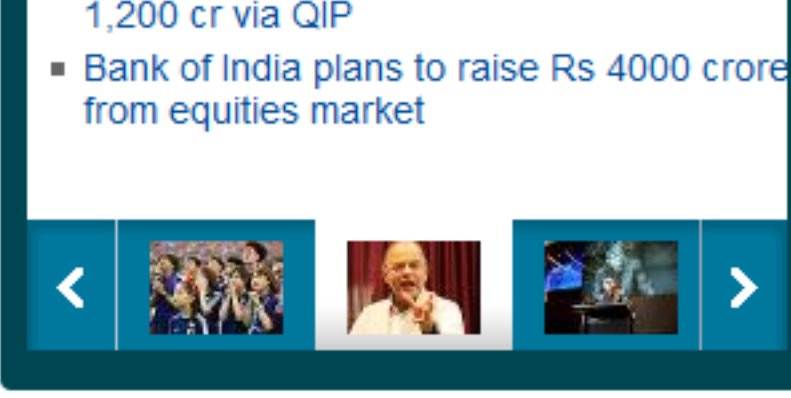 1,200 cr via QIP
Bank of India plans to raise Rs 4000 crore
from equities market